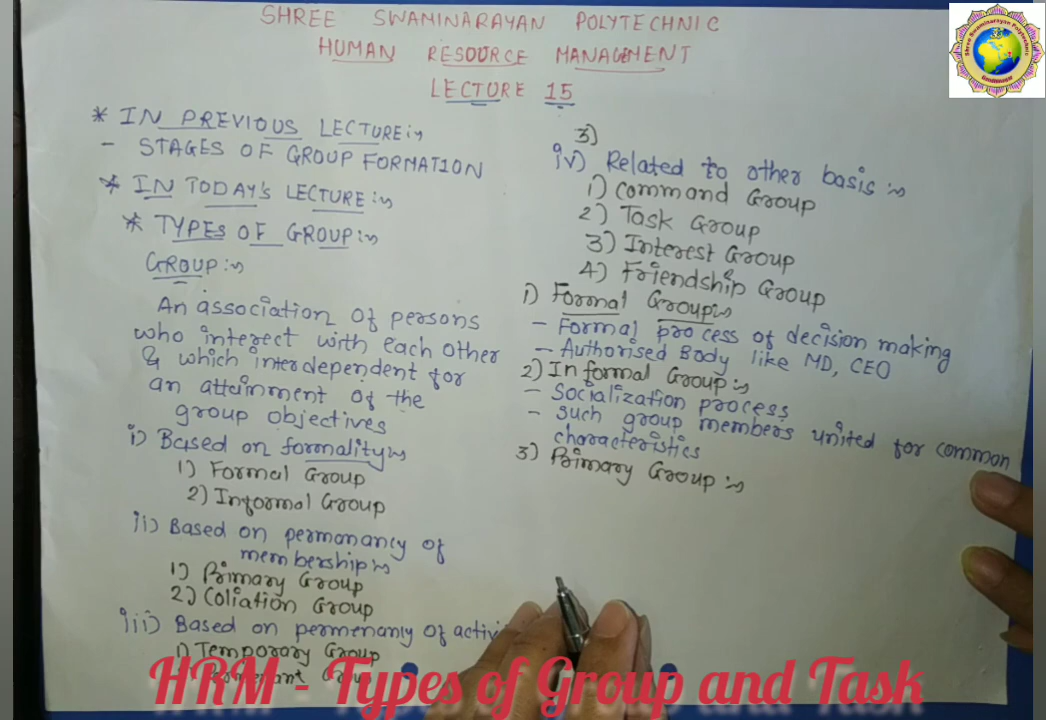 SHREE SWAMINARAYAN POLYTECHNIC
HUMAN RESOURCE MANAGEMENT
LECTURE 15
* IN PREVIOUS LECTURE :-
- STAGES OF GROUP FORMATION
* IN TODAY'S LECTURE :-
* TYPES OF GROUP :-
GROUP :-
An association of persons
who interect with each other
& which interdependent for
an attainment of the
group objectives
i) Based on formality :-
1) Formal Group
2) Informal Group
ii) Based on permanancy of
membership :-
1) Primary Group
2) Coliation Group
iii) Based on permenanly of activi
1) Temporary Group
3)
iv) Related to other basis :-
1) Command Group
2) Task Group
3) Interest Group
4) Friendship Group
1) Formal Group :-
- Formal process of decision making
- Authorised Body like MD, CEO
2) Informal Group :-
- Socialization process
- such group members united for common
characteristics
3) Primary Group :-
HRM - Types of Group and Task
Shree Swaminarayan Polytechnic